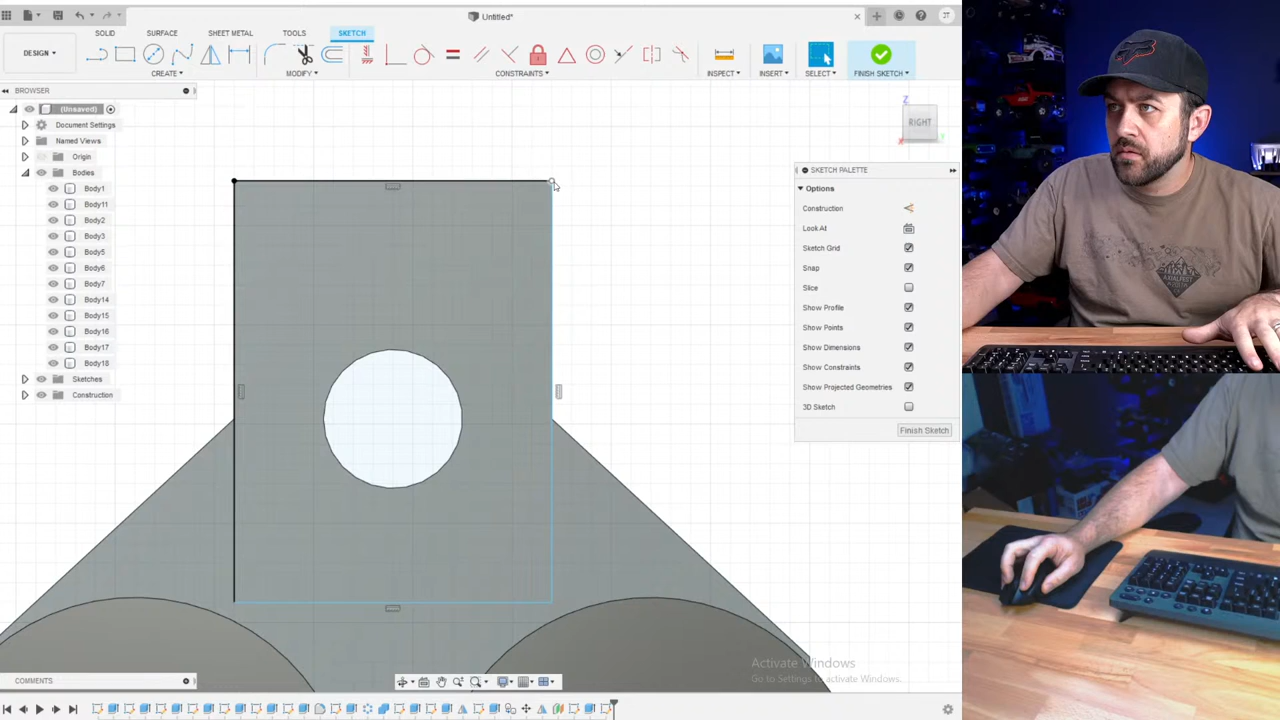 Untitled*
JT
DESIGN
SOLID
SURFACE
SHEET METAL
TOOLS
SKETCH
CREATE
MODIFY
CONSTRAINTS
INSPECT
INSERT
SELECT
FINISH SKETCH
BROWSER
(Unsaved)
Document Settings
Named Views
Origin
Bodies
Body1
Body11
Body2
Body3
Body5
Body6
Body7
Body14
Body15
Body16
Body17
Body18
Sketches
Construction
Z
RIGHT
X
Y
SKETCH PALETTE
Options
Construction
Look At
Sketch Grid
Snap
Slice
Show Profile
Show Points
Show Dimensions
Show Constraints
Show Projected Geometries
3D Sketch
Finish Sketch
Activate Windows
Go to Settings to activate Windows.
COMMENTS